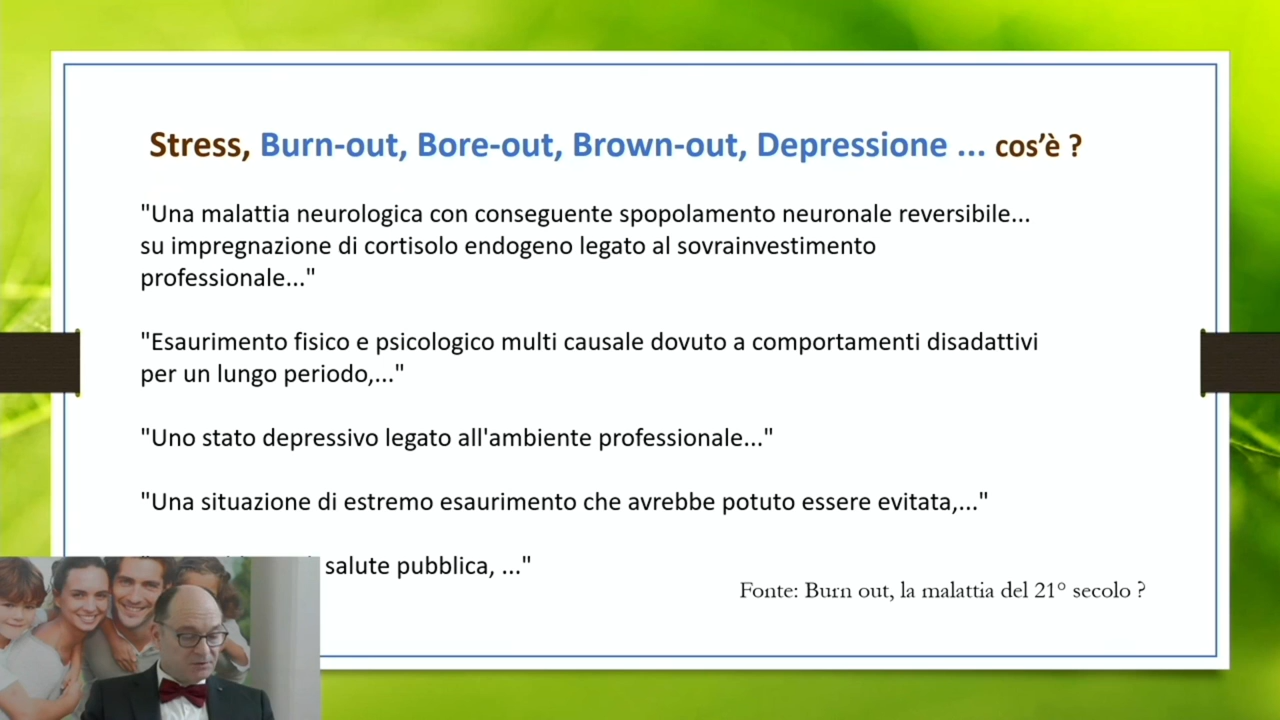 Stress, Burn-out, Bore-out, Brown-out, Depressione ... cos'è ?
"Una malattia neurologica con conseguente spopolamento neuronale reversibile...
su impregnazione di cortisolo endogeno legato al sovrainvestimento
professionale..."
"Esaurimento fisico e psicologico multi causale dovuto a comportamenti disadattivi
per un lungo periodo,..."
"Uno stato depressivo legato all'ambiente professionale..."
"Una situazione di estremo esaurimento che avrebbe potuto essere evitata,..."
salute pubblica, ..."
Fonte: Burn out, la malattia del 21° secolo ?